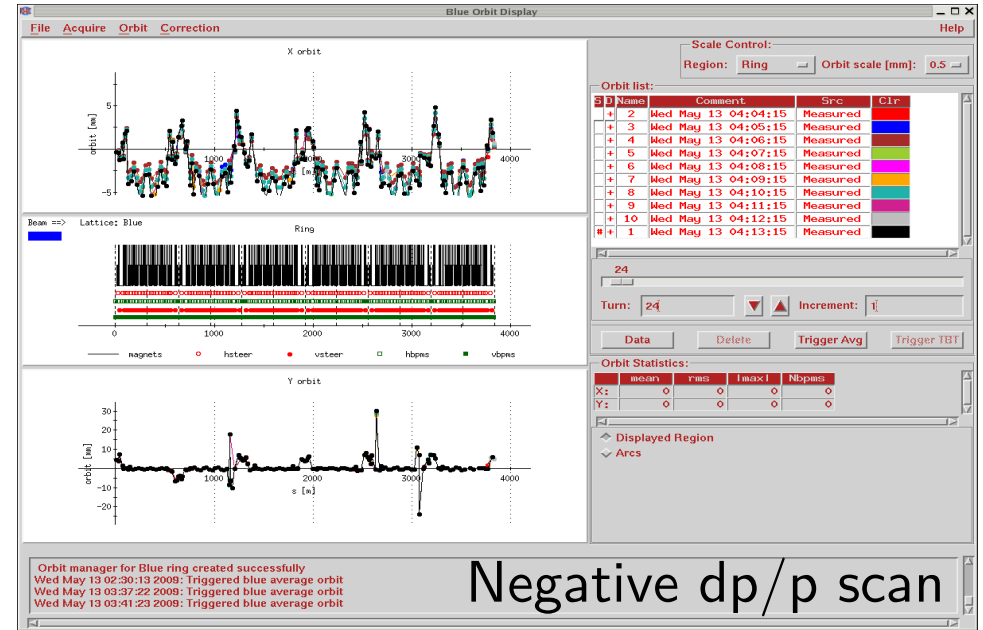 Blue Orbit Display
File Acquire Orbit Correction Help
X orbit
orbit [mm]
5
-5
1000 3000 4000
[m]
Beam ==> Lattice: Blue
Ring
0 1000 2000 3000 4000
magnets hsteer vsteer hbpms vbpms
Y orbit
orbit [mm]
30
20
10
-10
-20
1000 2000 3000 4000
s [m]
Scale Control:
Region: Ring Orbit scale [mm]: 0.5
Orbit list:
S D Name Comment Src Clr
+ 2 Wed May 13 04:04:15 Measured
+ 3 Wed May 13 04:05:15 Measured
+ 4 Wed May 13 04:06:15 Measured
+ 5 Wed May 13 04:07:15 Measured
+ 6 Wed May 13 04:08:15 Measured
+ 7 Wed May 13 04:09:15 Measured
+ 8 Wed May 13 04:10:15 Measured
+ 9 Wed May 13 04:11:15 Measured
+ 10 Wed May 13 04:12:15 Measured
# + 1 Wed May 13 04:13:15 Measured
24
Turn: 24 Increment: 1
Data Delete Trigger Avg Trigger TBT
Orbit Statistics:
mean rms |max| Nbpms
X: 0 0 0 0
Y: 0 0 0 0
Displayed Region
Arcs
Orbit manager for Blue ring created successfully
Wed May 13 02:30:13 2009: Triggered blue average orbit
Wed May 13 03:37:22 2009: Triggered blue average orbit
Wed May 13 03:41:23 2009: Triggered blue average orbit
Negative dp/p scan